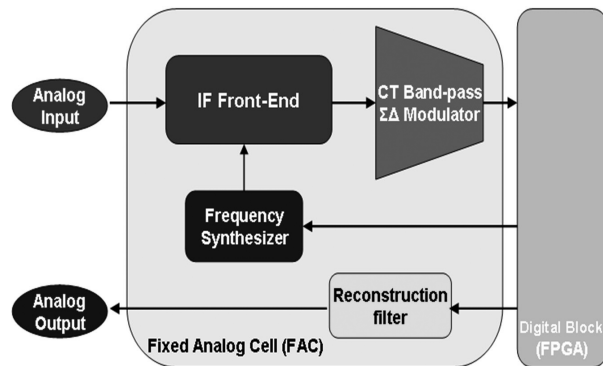 Analog
Input
IF Front-End
CT Band-pass
ΣΔ Modulator
Frequency
Synthesizer
Analog
Output
Reconstruction
filter
Fixed Analog Cell (FAC)
Digital Block
(FPGA)